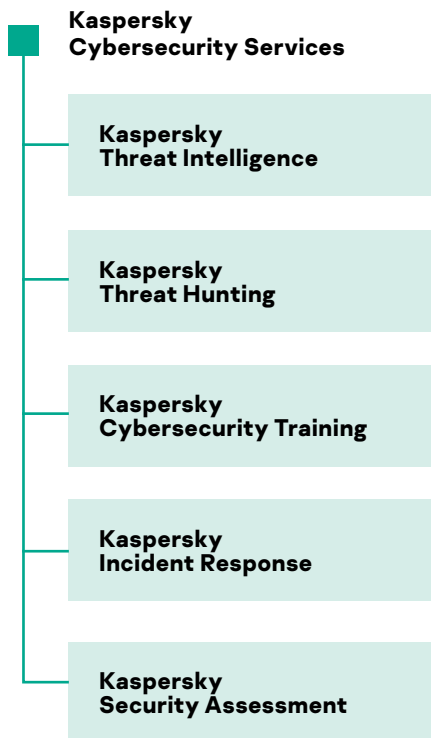 Kaspersky
Cybersecurity Services
Kaspersky
Threat Intelligence
Kaspersky
Threat Hunting
Kaspersky
Cybersecurity Training
Kaspersky
Incident Response
Kaspersky
Security Assessment